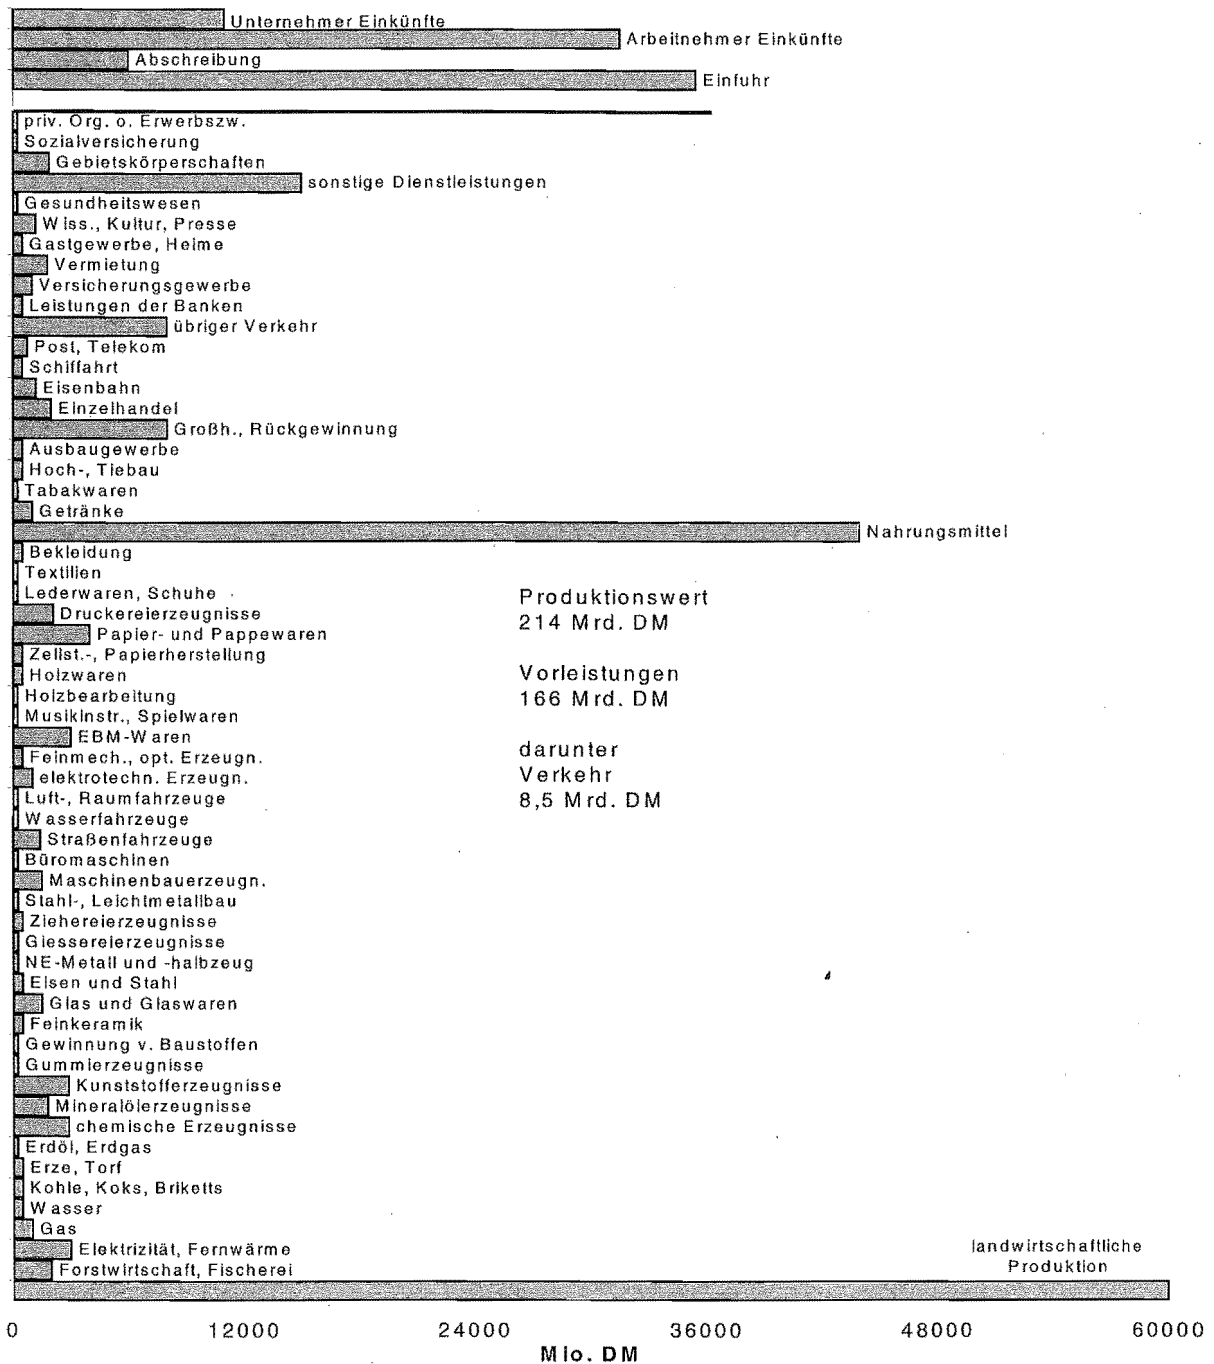 Unternehmer Einkünfte
Arbeitnehmer Einkünfte
Abschreibung
Einfuhr
priv. Org. o. Erwerbszw.
Sozialversicherung
Gebietskörperschaften
sonstige Dienstleistungen
Gesundheitswesen
Wiss., Kultur, Presse
Gastgewerbe, Heime
Vermietung
Versicherungsgewerbe
Leistungen der Banken
übriger Verkehr
Post, Telekom
Schiffahrt
Eisenbahn
Einzelhandel
Großh., Rückgewinnung
Ausbaugewerbe
Hoch-, Tiebau
Tabakwaren
Getränke
Nahrungsmittel
Bekleidung
Textilien
Lederwaren, Schuhe
Druckereierzeugnisse
Papier- und Pappewaren
Zellst.-, Papierherstellung
Holzwaren
Holzbearbeitung
Musikinstr., Spielwaren
EBM-Waren
Feinmech., opt. Erzeugn.
elektrotechn. Erzeugn.
Luft-, Raumfahrzeuge
Wasserfahrzeuge
Straßenfahrzeuge
Büromaschinen
Maschinenbauerzeugn.
Stahl-, Leichtmetallbau
Ziehereierzeugnisse
Giessereierzeugnisse
NE-Metall und -halbzeug
Eisen und Stahl
Glas und Glaswaren
Feinkeramik
Gewinnung v. Baustoffen
Gummierzeugnisse
Kunststofferzeugnisse
Mineralölerzeugnisse
chemische Erzeugnisse
Erdöl, Erdgas
Erze, Torf
Kohle, Koks, Briketts
Wasser
Gas
Elektrizität, Fernwärme
Forstwirtschaft, Fischerei
landwirtschaftliche
Produktion
Produktionswert
214 Mrd. DM
Vorleistungen
166 Mrd. DM
darunter
Verkehr
8,5 Mrd. DM
0 12000 24000 36000 48000 60000
Mio. DM